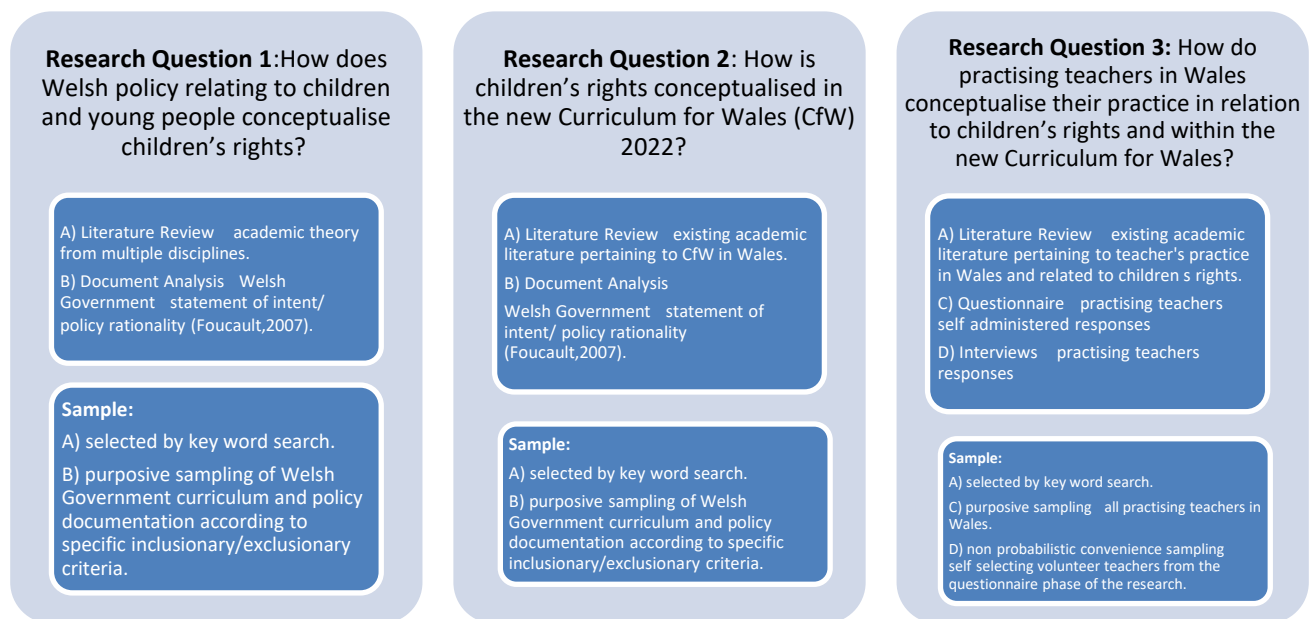 Research Question 1:How does
Welsh policy relating to children
and young people conceptualise
children’s rights?
A) Literature Review academic theory
from multiple disciplines.
B) Document Analysis Welsh
Government statement of intent/
policy rationality (Foucault,2007).
Sample:
A) selected by key word search.
B) purposive sampling of Welsh
Government curriculum and policy
documentation according to
specific inclusionary/exclusionary
criteria.
Research Question 2: How is
children’s rights conceptualised in
the new Curriculum for Wales (CfW)
2022?
A) Literature Review existing academic
literature pertaining to CfW in Wales.
B) Document Analysis
Welsh Government statement of
intent/ policy rationality
(Foucault,2007).
Sample:
A) selected by key word search.
B) purposive sampling of Welsh
Government curriculum and policy
documentation according to specific
inclusionary/exclusionary criteria.
Research Question 3: How do
practising teachers in Wales
conceptualise their practice in relation
to children’s rights and within the
new Curriculum for Wales?
A) Literature Review existing academic
literature pertaining to teacher's practice
in Wales and related to children s rights.
C) Questionnaire practising teachers
self administered responses
D) Interviews practising teachers
responses
Sample:
A) selected by key word search.
C) purposive sampling all practising teachers in
Wales.
D) non probabilistic convenience sampling
self selecting volunteer teachers from the
questionnaire phase of the research.